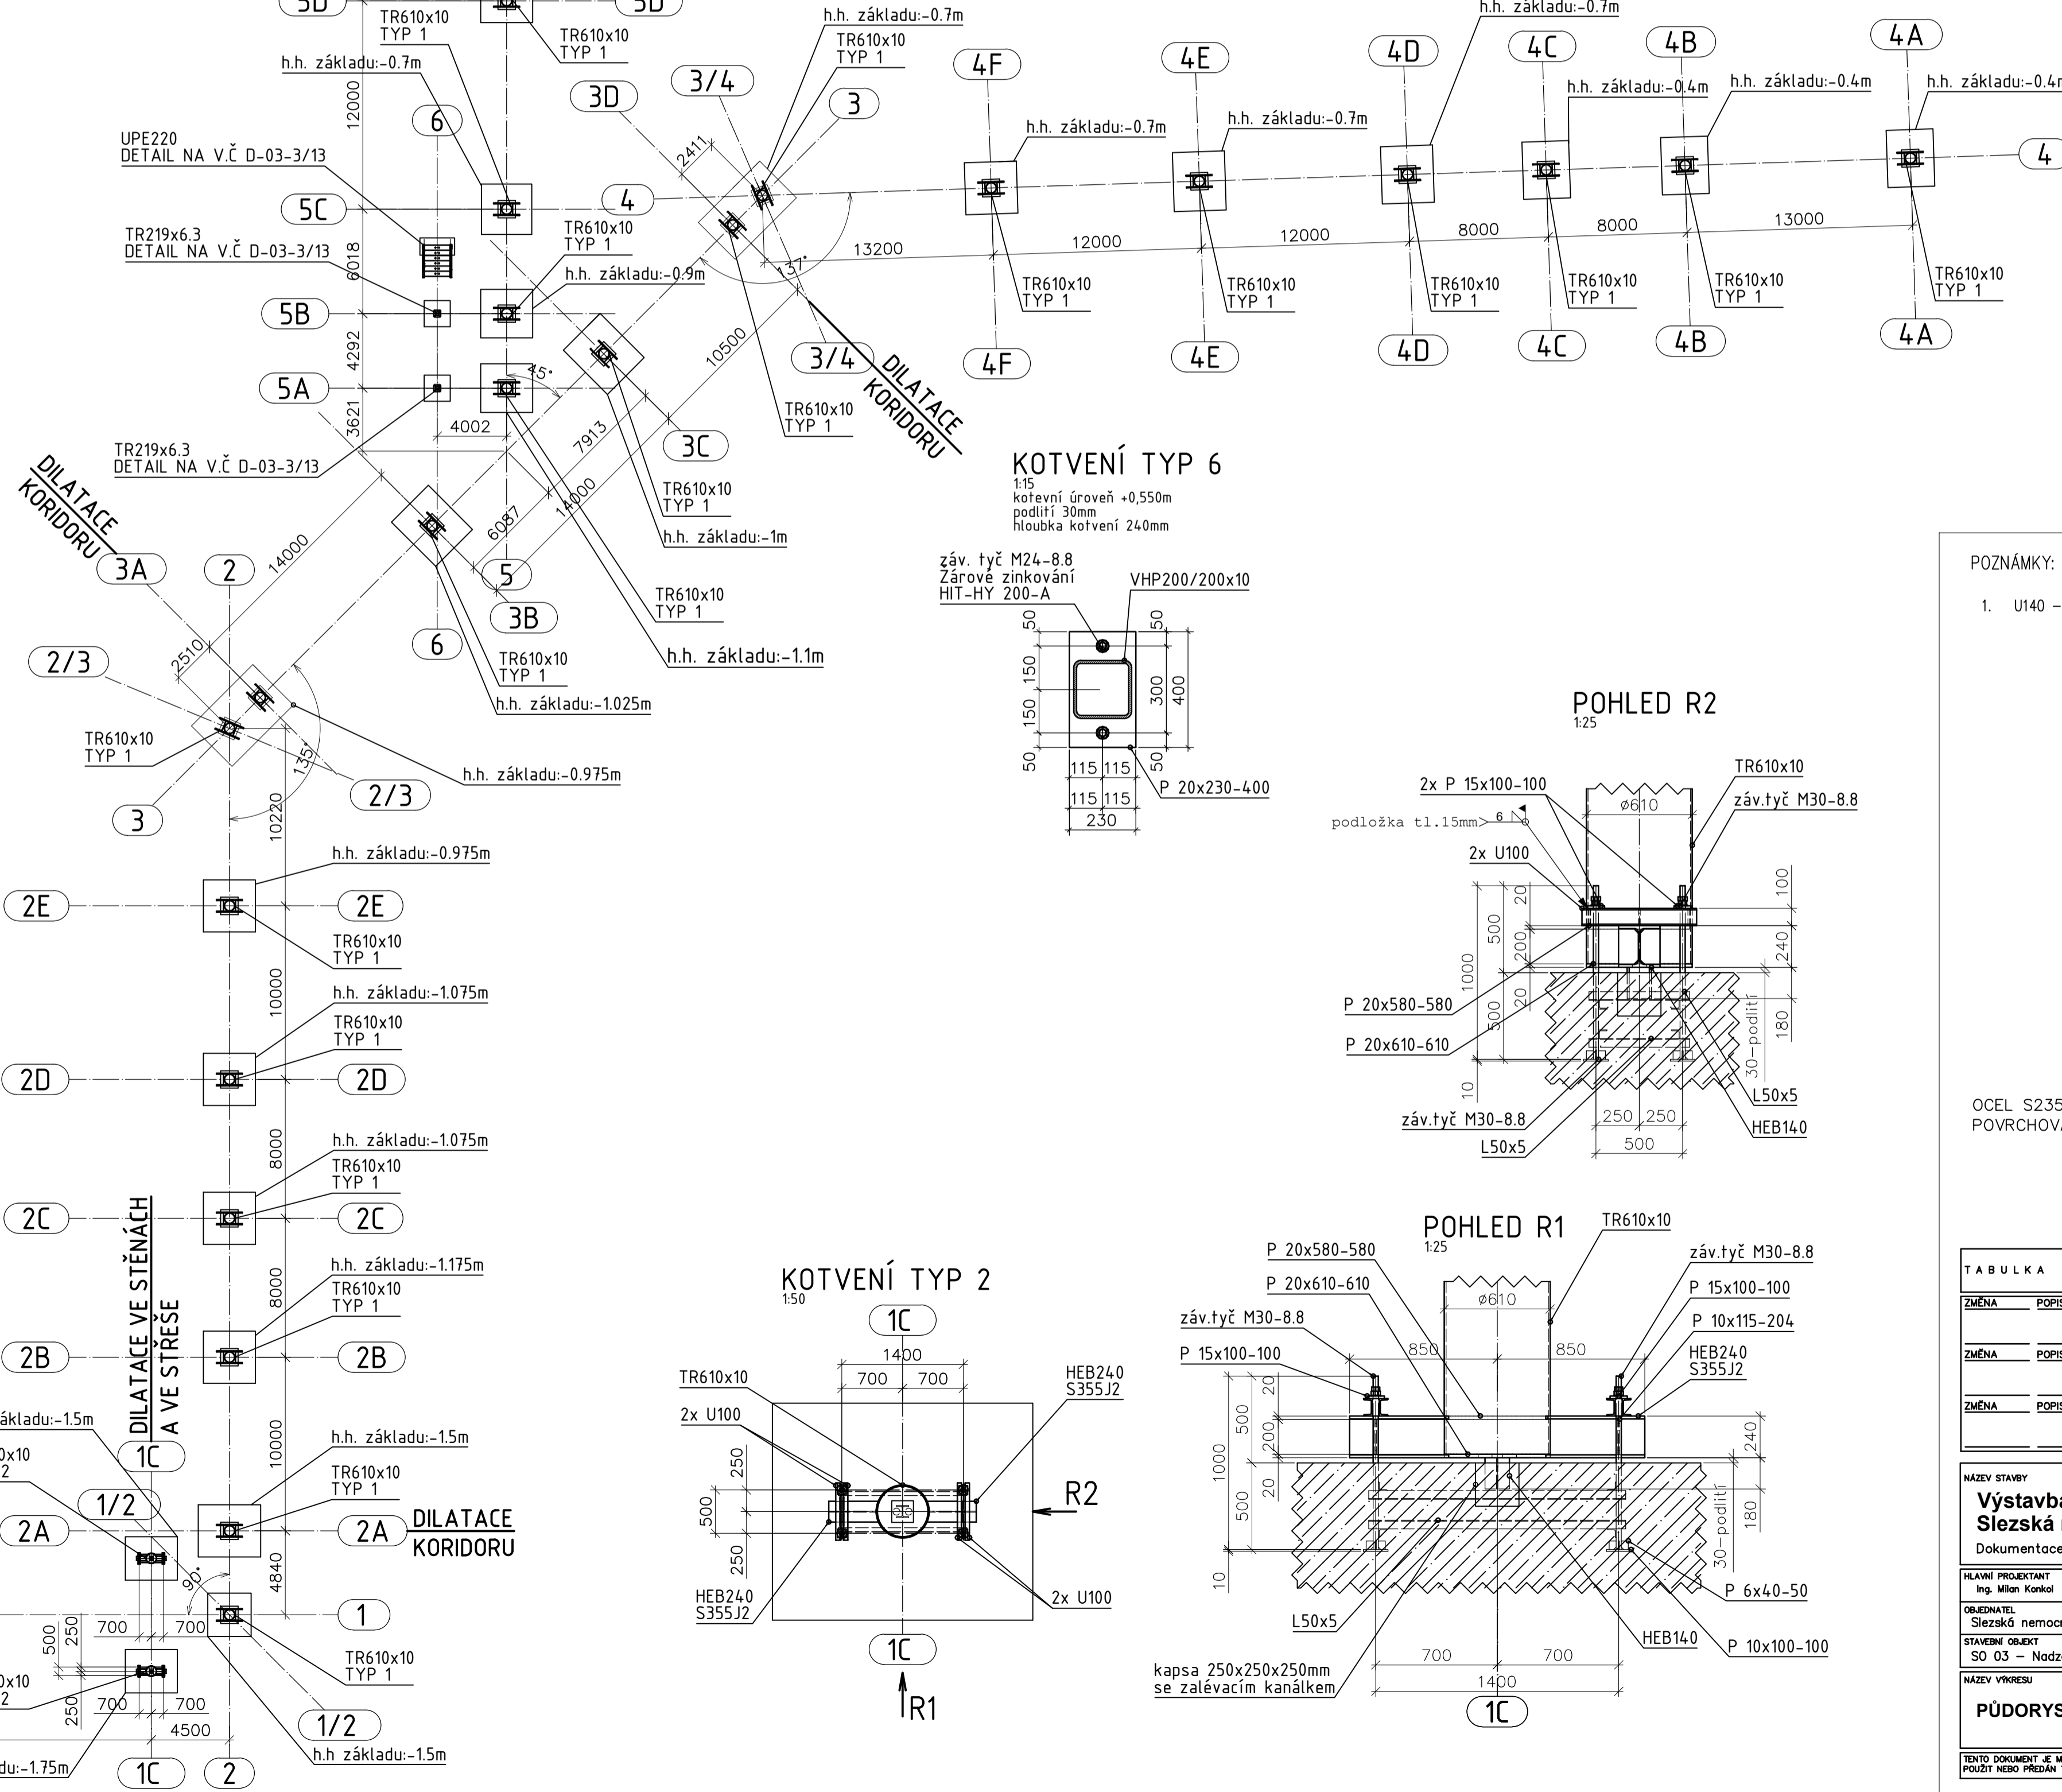 5D
5D
TR610x10
TYP 1
TR610x10
TYP 1
h.h. základu:-0.7m
12000
6
UPE220
DETAIL NA V.Č D-03-3/13
5C
TR219x6.3
DETAIL NA V.Č D-03-3/13
6018
TR610x10
TYP 1
h.h. základu:-0.9m
5B
4292
5A
45°
3621
4002
TR219x6.3
DETAIL NA V.Č D-03-3/13
h.h. základu:-0.7m
TR610x10
TYP 1
3/4
3
3D
2411
4
137°
13200
12000
12000
8000
8000
13000
4F
4E
4D
4C
4B
4A
h.h. základu:-0.7m
h.h. základu:-0.7m
h.h. základu:-0.7m
h.h. základu:-0.4m
h.h. základu:-0.4m
h.h. základu:-0.4m
4
TR610x10
TYP 1
TR610x10
TYP 1
TR610x10
TYP 1
TR610x10
TYP 1
TR610x10
TYP 1
TR610x10
TYP 1
4F
4E
4D
4C
4B
4A
3/4
10500
DILATACE
KORIDORU
TR610x10
TYP 1
3C
7913
14000
6087
TR610x10
TYP 1
h.h. základu:-1m
5
3B
6
TR610x10
TYP 1
h.h. základu:-1.1m
TR610x10
TYP 1
h.h. základu:-1.025m
DILATACE
KORIDORU
14000
3A
2
2510
2/3
TR610x10
TYP 1
135°
h.h. základu:-0.975m
2/3
3
10220
h.h. základu:-0.975m
2E
2E
TR610x10
TYP 1
10000
h.h. základu:-1.075m
TR610x10
TYP 1
2D
2D
8000
h.h. základu:-1.075m
TR610x10
TYP 1
2C
2C
DILATACE VE STĚNÁCH
A VE STŘEŠE
8000
h.h. základu:-1.175m
TR610x10
TYP 1
2B
2B
10000
h.h. základu:-1.5m
TR610x10
TYP 1
1C
1/2
2A
2A
DILATACE
KORIDORU
4840
90°
1
700
700
500
250
250
700
700
4500
TR610x10
TYP 1
1/2
h.h základu:-1.5m
1C
2
KOTVENÍ TYP 6
1:15
kotevní úroveň +0,550m
podlití 30mm
hloubka kotvení 240mm
záv. tyč M24-8.8
Žárové zinkování
HIT-HY 200-A
VHP200/200x10
50
150
150
50
50
300
400
50
115
115
115
115
230
P 20x230-400
POHLED R2
1:25
2x P 15x100-100
TR610x10
záv.tyč M30-8.8
ø610
podložka tl.15mm
6
2x U100
20
500
200
1000
20
500
10
100
240
180
30-podlití
P 20x580-580
P 20x610-610
záv.tyč M30-8.8
L50x5
250
250
500
L50x5
HEB140
KOTVENÍ TYP 2
1:50
1C
1400
700
700
TR610x10
2x U100
HEB240
S355J2
250
500
250
R2
HEB240
S355J2
2x U100
1C
R1
POHLED R1
1:25
TR610x10
P 20x580-580
P 20x610-610
záv.tyč M30-8.8
P 15x100-100
ø610
850
850
záv.tyč M30-8.8
P 15x100-100
P 10x115-204
HEB240
S355J2
20
500
200
1000
20
500
10
240
180
30-podlití
P 6x40-50
L50x5
HEB140
P 10x100-100
kapsa 250x250x250mm
se zalévacím kanálkem
700
700
1400
1C
POZNÁMKY:
1. U140 –
OCEL S235
TABULKA
ZMĚNA
ZMĚNA
ZMĚNA
NÁZEV STAVBY
Slezská
Dokumentace
HLAVNÍ PROJEKTANT
Ing. Milan Konkol
OBJEDNATEL
Slezská
STAVEBNÍ OBJEKT
SO 03 –
NÁZEV VÝKRESU
PŮDORYS
TENTO DOKUMENT JE
POUŽIT NEBO PŘEDÁN